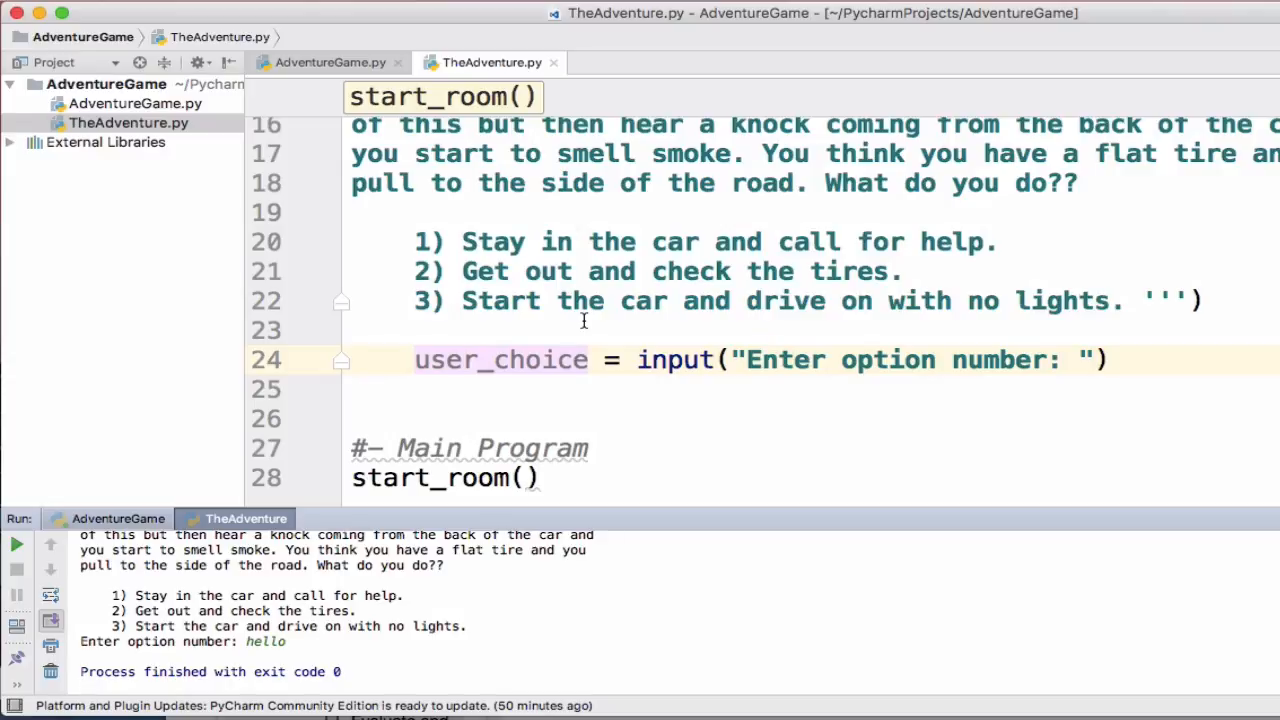 TheAdventure.py - AdventureGame - [~/PycharmProjects/AdventureGame]
AdventureGame
TheAdventure.py
Project
AdventureGame.py
TheAdventure.py
AdventureGame ~/Pycharm
AdventureGame.py
TheAdventure.py
External Libraries
start_room()
16 of this but then hear a knock coming from the back of the c
17 you start to smell smoke. You think you have a flat tire an
18 pull to the side of the road. What do you do??
19
20 1) Stay in the car and call for help.
21 2) Get out and check the tires.
22 3) Start the car and drive on with no lights. ''')
23
24 user_choice = input("Enter option number: ")
25
26
27 #- Main Program
28 start_room()
Run: AdventureGame TheAdventure
of this but then hear a knock coming from the back of the car and
you start to smell smoke. You think you have a flat tire and you
pull to the side of the road. What do you do??
1) Stay in the car and call for help.
2) Get out and check the tires.
3) Start the car and drive on with no lights.
Enter option number: hello
Process finished with exit code 0
Platform and Plugin Updates: PyCharm Community Edition is ready to update. (50 minutes ago)